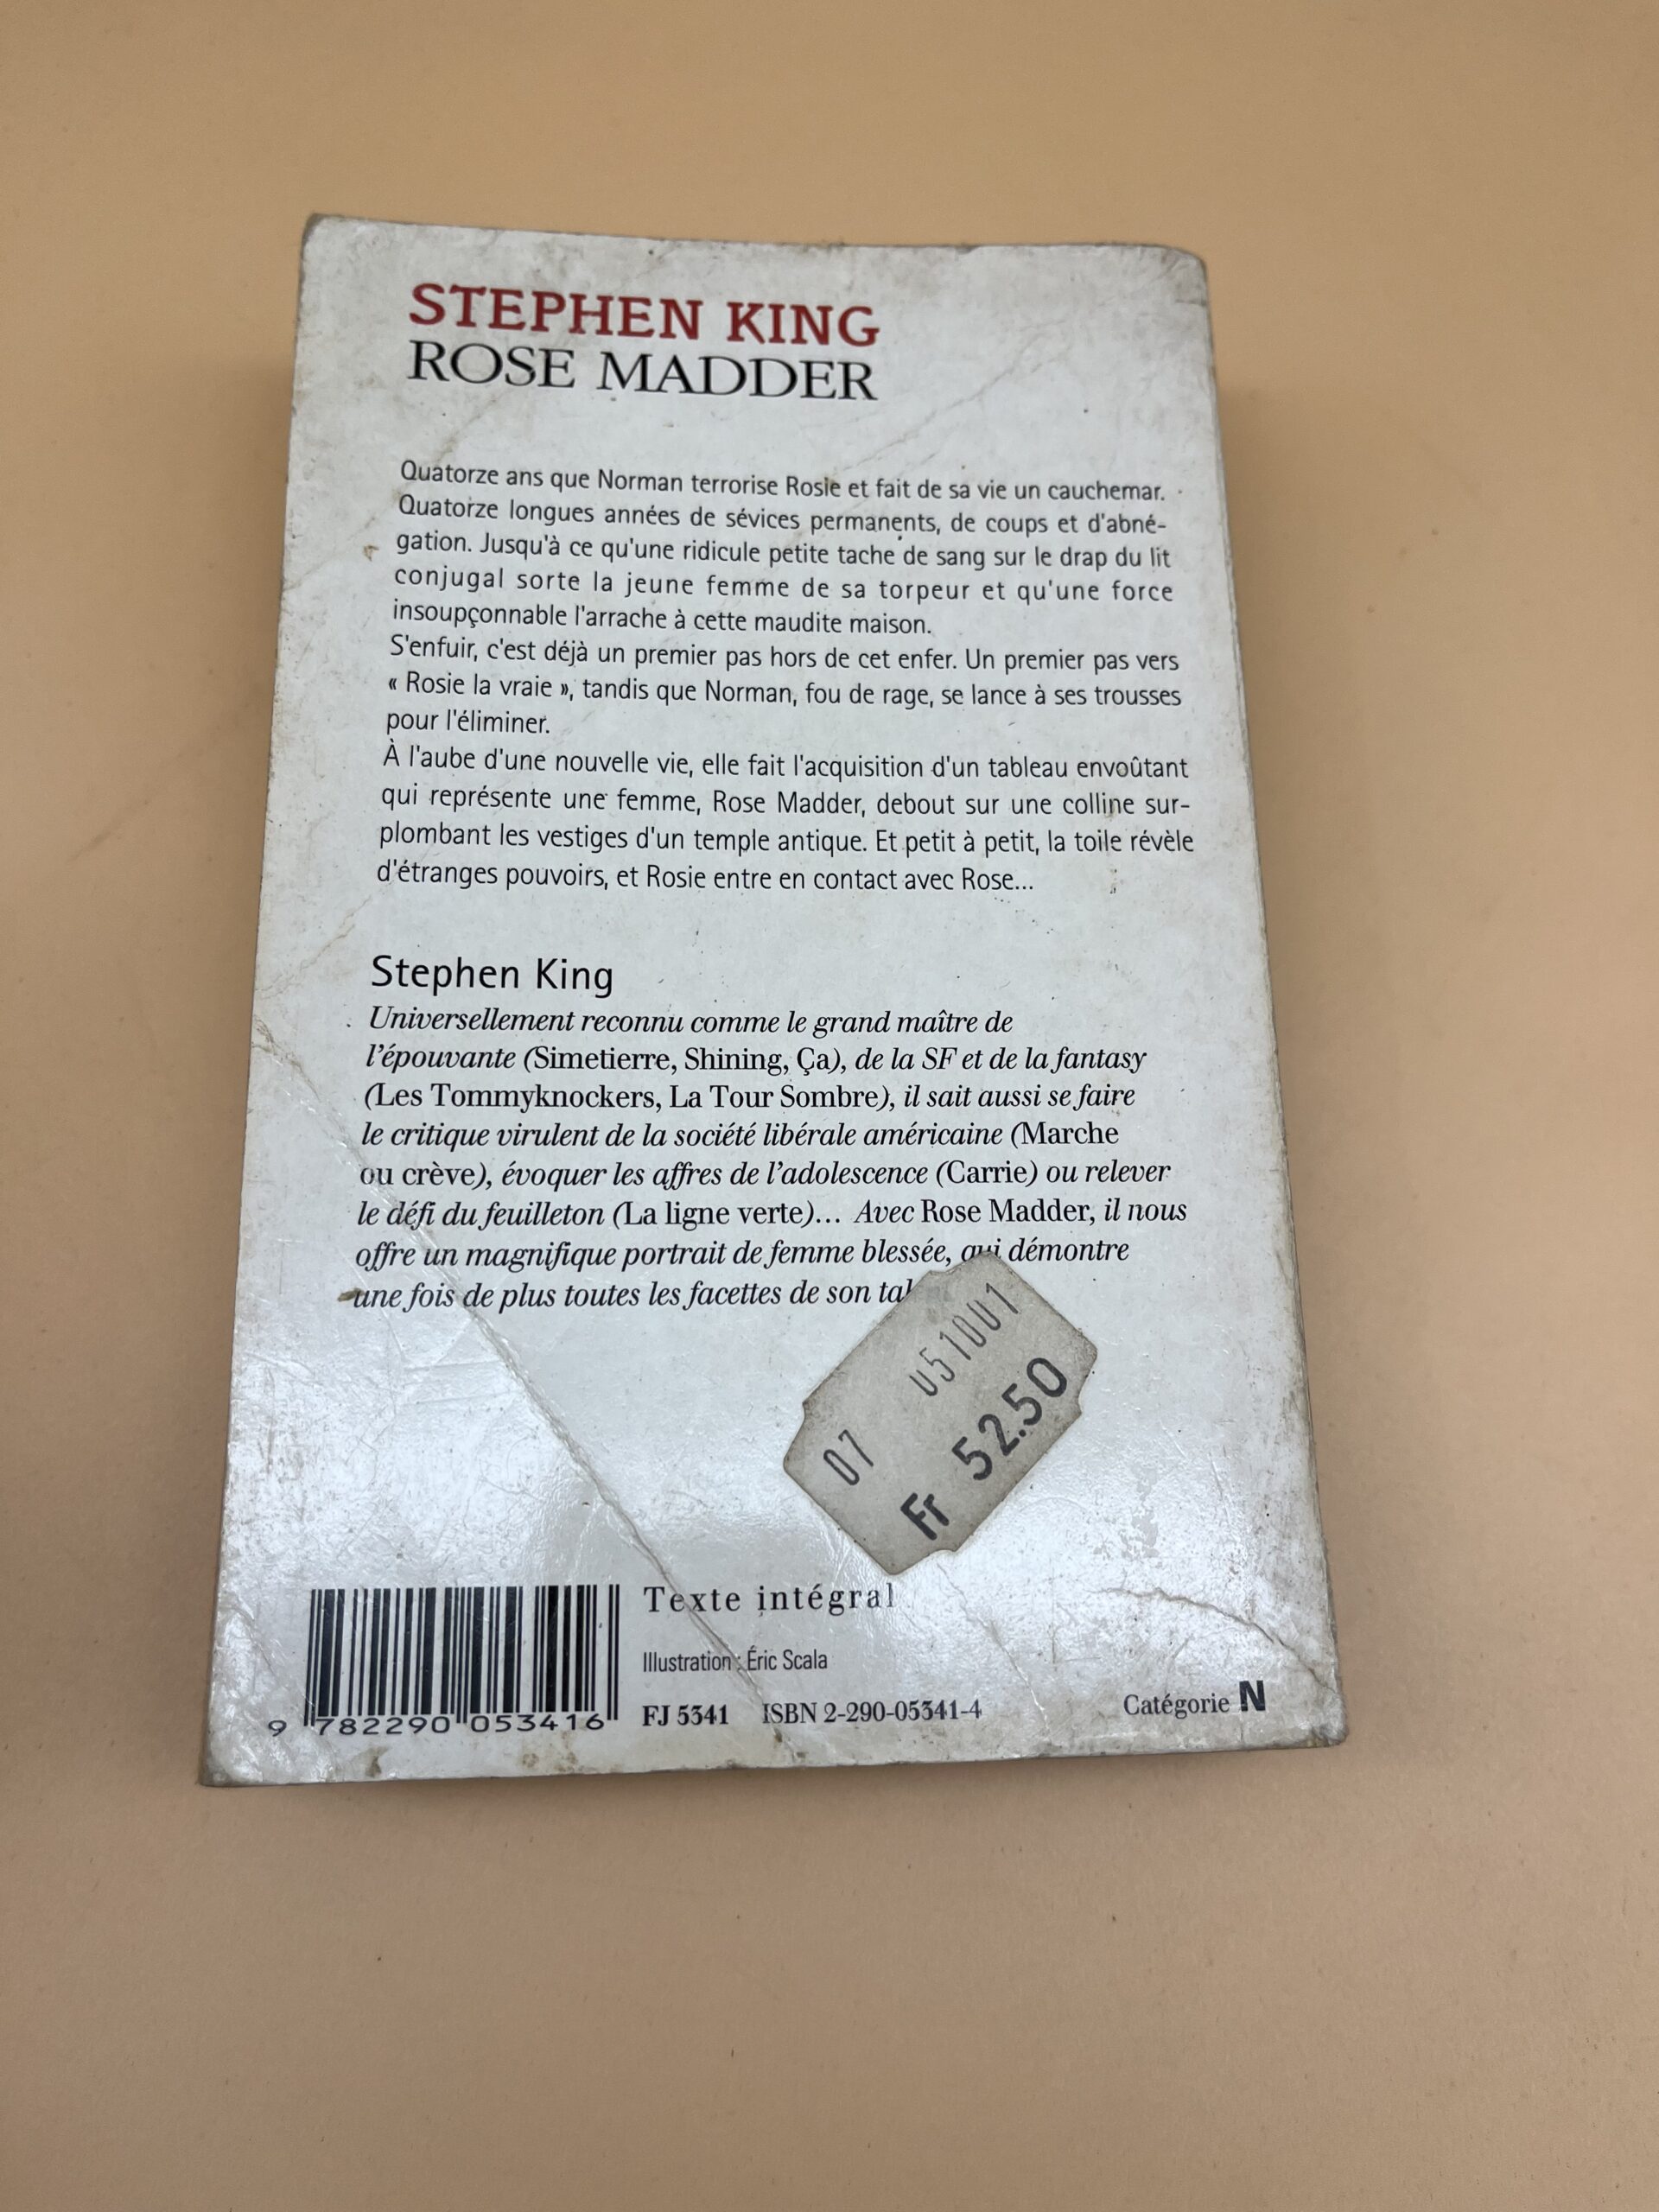 STEPHEN KING
ROSE MADDER
Quatorze ans que Norman terrorise Rosie et fait de sa vie un cauchemar.
Quatorze longues années de sévices permanents, de coups et d'abné-
gation. Jusqu'à ce qu'une ridicule petite tache de sang sur le drap du lit
conjugal sorte la jeune femme de sa torpeur et qu'une force
insoupçonnable l'arrache à cette maudite maison.
S'enfuir, c'est déjà un premier pas hors de cet enfer. Un premier pas vers
« Rosie la vraie », tandis que Norman, fou de rage, se lance à ses trousses
pour l'éliminer.
À l'aube d'une nouvelle vie, elle fait l'acquisition d'un tableau envoûtant
qui représente une femme, Rose Madder, debout sur une colline sur-
plombant les vestiges d'un temple antique. Et petit à petit, la toile révèle
d'étranges pouvoirs, et Rosie entre en contact avec Rose...
Stephen King
Universellement reconnu comme le grand maître de
l'épouvante (Simetierre, Shining, Ça), de la SF et de la fantasy
(Les Tommyknockers, La Tour Sombre), il sait aussi se faire
le critique virulent de la société libérale américaine (Marche
ou crève), évoquer les affres de l'adolescence (Carrie) ou relever
le défi du feuilleton (La ligne verte)... Avec Rose Madder, il nous
offre un magnifique portrait de femme blessée, qui démontre
une fois de plus toutes les facettes de son
07 051001
Fr 52.50
Texte intégral
Illustration : Éric Scala
FJ 5341 ISBN 2-290-05341-4
Catégorie N
9 782290 053416